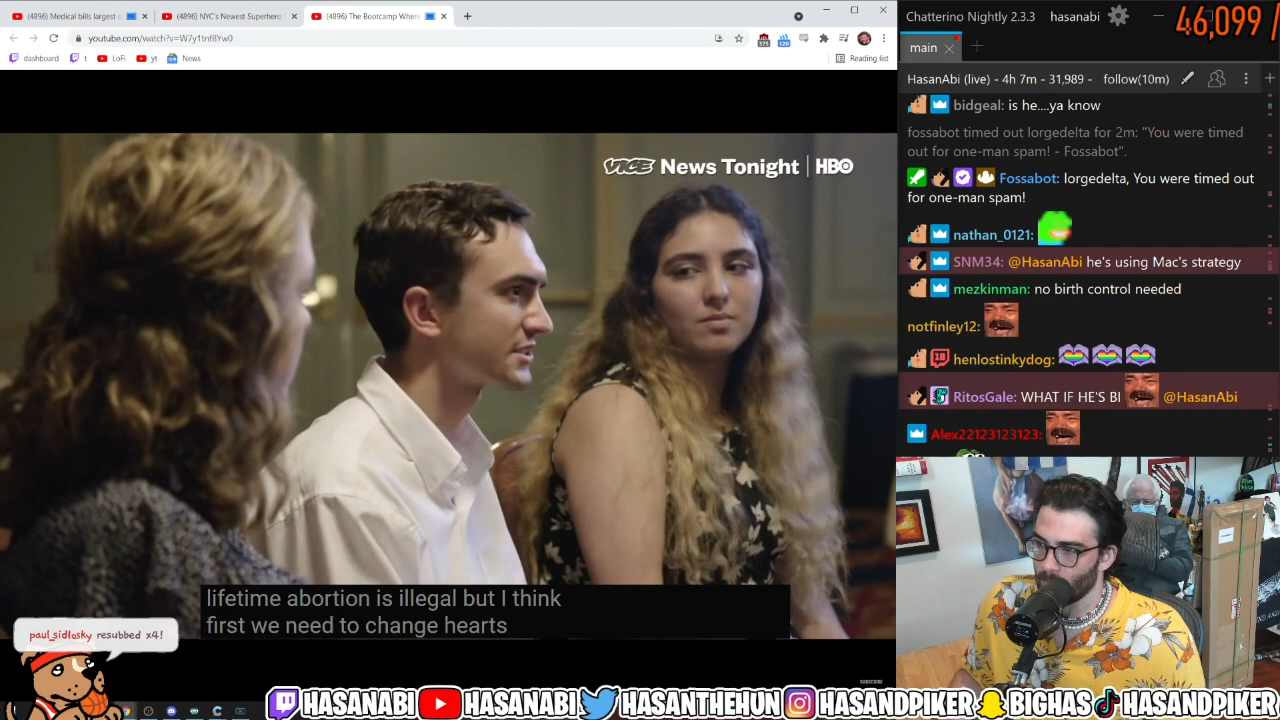 (4896) Medical bills largest s
(4896) NYC's Newest Superhero
(4896) The Bootcamp Where
youtube.com/watch?v=W7y1tnf8Yw0
375
120
dashboard
t
LoFi
yt
News
Reading list
VICE News Tonight | HBO
lifetime abortion is illegal but I think
first we need to change hearts
SUBSCRIBE
paul_sidlosky resubbed x4!
Chatterino Nightly 2.3.3
hasanabi
46,099 /
main
HasanAbi (live) - 4h 7m - 31,989 - follow(10m)
bidgeal: is he....ya know
fossabot timed out lorgedelta for 2m: "You were timed
out for one-man spam! - Fossabot".
Fossabot: lorgedelta, You were timed out
for one-man spam!
nathan_0121:
SNM34: @HasanAbi he's using Mac's strategy
mezkinman: no birth control needed
notfinley12:
henlostinkydog:
RitosGale: WHAT IF HE'S BI @HasanAbi
Alex22123123123:
HASANABI HASANABI HASANTHEHUN HASANDPIKER BIGHAS HASANDPIKER